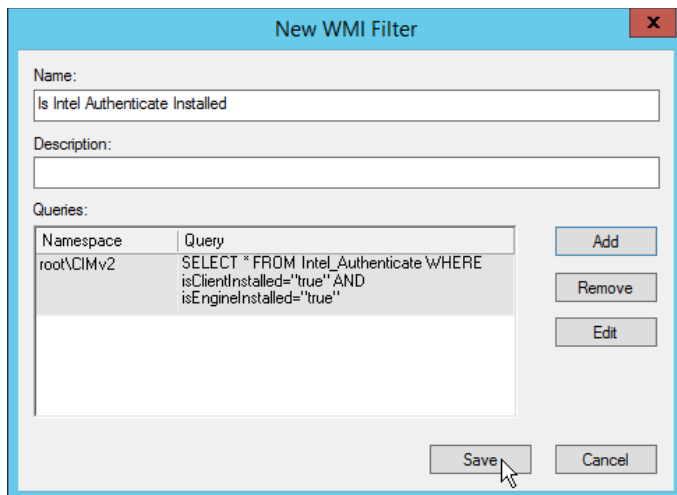 New WMI Filter
x
Name:
Is Intel Authenticate Installed
Description:
Queries:
Namespace Query
root\CIMv2 SELECT * FROM Intel_Authenticate WHERE
isClientInstalled="true" AND
isEngineInstalled="true"
Add
Remove
Edit
Save Cancel